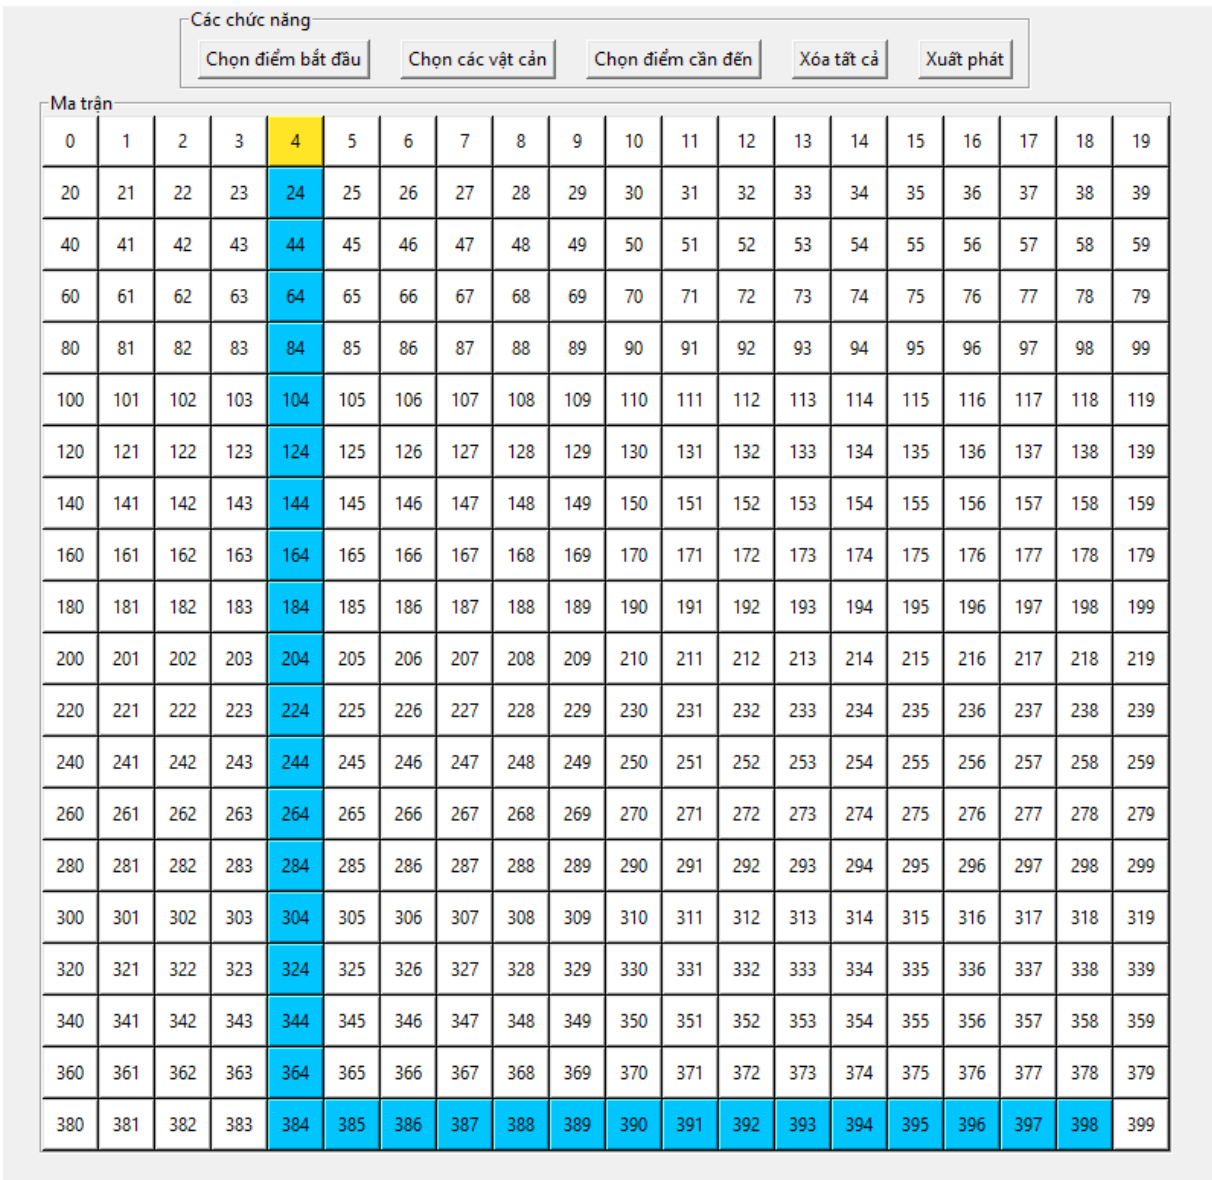 Các chức năng
Chọn điểm bắt đầu Chọn các vật cản Chọn điểm cần đến Xóa tất cả Xuất phát
Ma trận
0 1 2 3 4 5 6 7 8 9 10 11 12 13 14 15 16 17 18 19
20 21 22 23 24 25 26 27 28 29 30 31 32 33 34 35 36 37 38 39
40 41 42 43 44 45 46 47 48 49 50 51 52 53 54 55 56 57 58 59
60 61 62 63 64 65 66 67 68 69 70 71 72 73 74 75 76 77 78 79
80 81 82 83 84 85 86 87 88 89 90 91 92 93 94 95 96 97 98 99
100 101 102 103 104 105 106 107 108 109 110 111 112 113 114 115 116 117 118 119
120 121 122 123 124 125 126 127 128 129 130 131 132 133 134 135 136 137 138 139
140 141 142 143 144 145 146 147 148 149 150 151 152 153 154 155 156 157 158 159
160 161 162 163 164 165 166 167 168 169 170 171 172 173 174 175 176 177 178 179
180 181 182 183 184 185 186 187 188 189 190 191 192 193 194 195 196 197 198 199
200 201 202 203 204 205 206 207 208 209 210 211 212 213 214 215 216 217 218 219
220 221 222 223 224 225 226 227 228 229 230 231 232 233 234 235 236 237 238 239
240 241 242 243 244 245 246 247 248 249 250 251 252 253 254 255 256 257 258 259
260 261 262 263 264 265 266 267 268 269 270 271 272 273 274 275 276 277 278 279
280 281 282 283 284 285 286 287 288 289 290 291 292 293 294 295 296 297 298 299
300 301 302 303 304 305 306 307 308 309 310 311 312 313 314 315 316 317 318 319
320 321 322 323 324 325 326 327 328 329 330 331 332 333 334 335 336 337 338 339
340 341 342 343 344 345 346 347 348 349 350 351 352 353 354 355 356 357 358 359
360 361 362 363 364 365 366 367 368 369 370 371 372 373 374 375 376 377 378 379
380 381 382 383 384 385 386 387 388 389 390 391 392 393 394 395 396 397 398 399